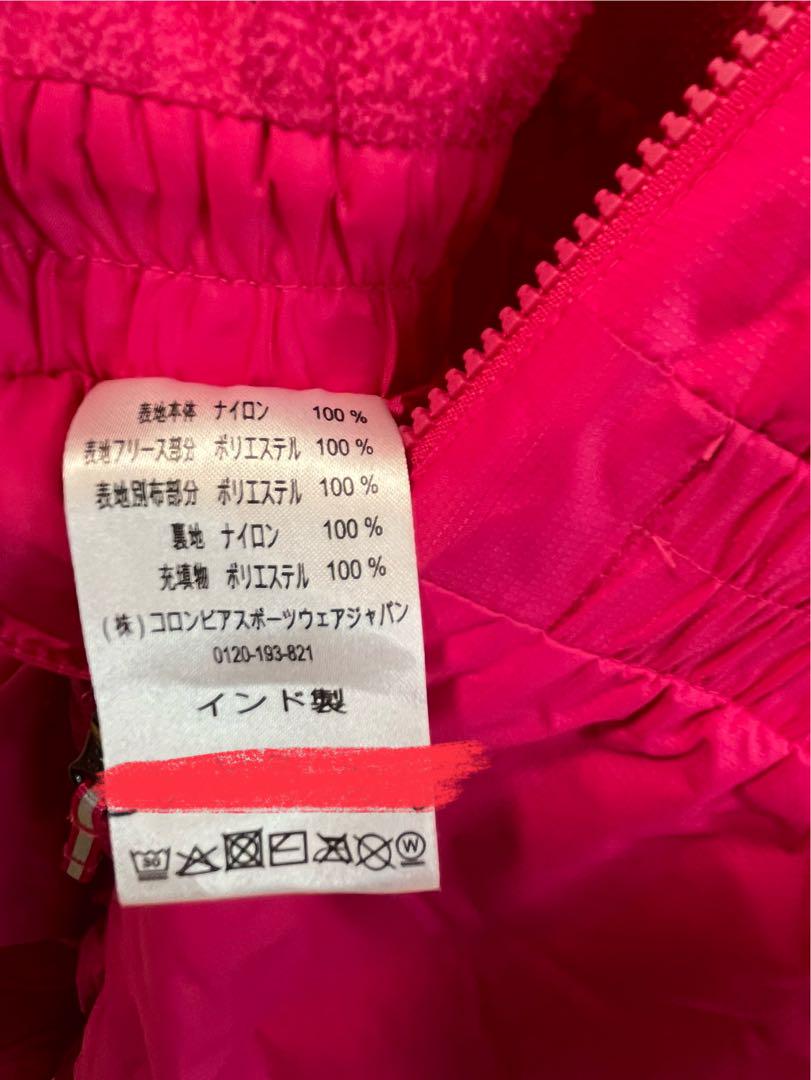 表地本体 ナイロン 100 %
表地フリース部分 ポリエステル 100 %
表地別布部分 ポリエステル 100 %
裏地 ナイロン 100 %
充填物 ポリエステル 100 %
(株)コロンビアスポーツウェアジャパン
0120-193-821
インド製
30
W